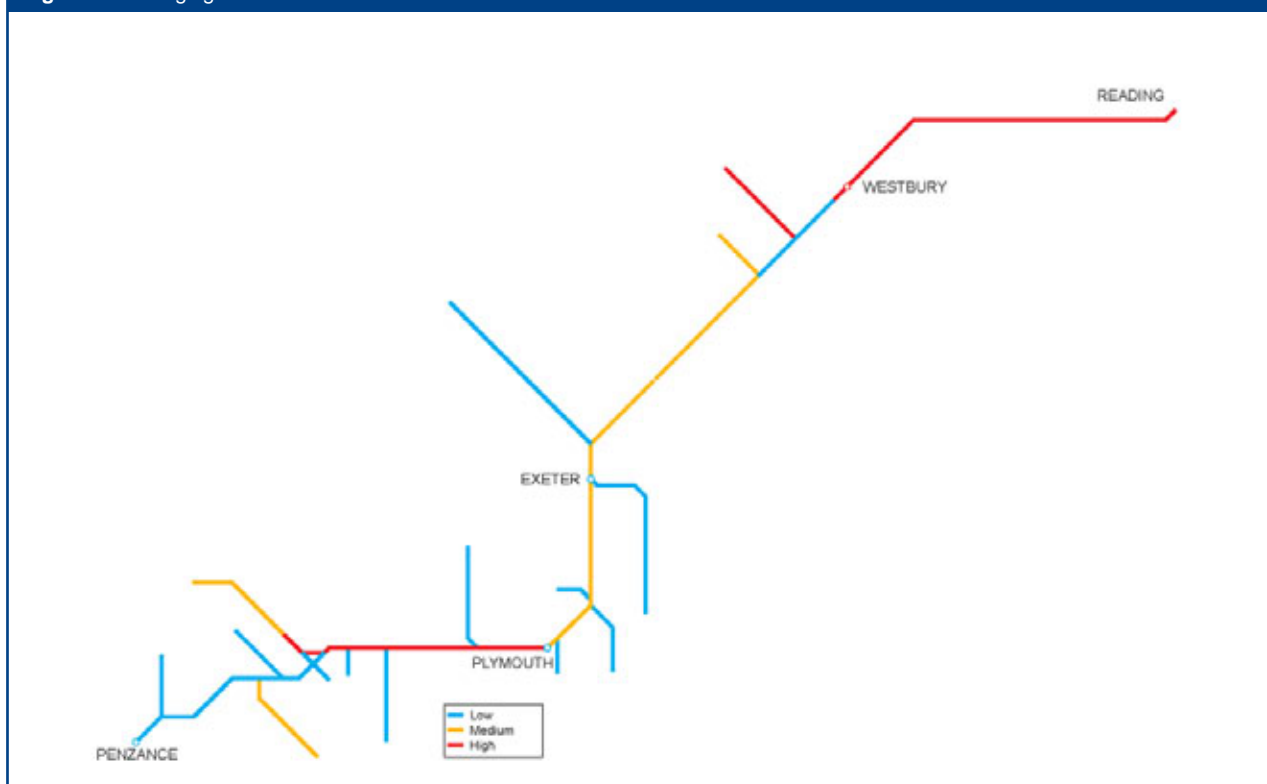 READING
WESTBURY
EXETER
PLYMOUTH
PENZANCE
Low
Medium
High